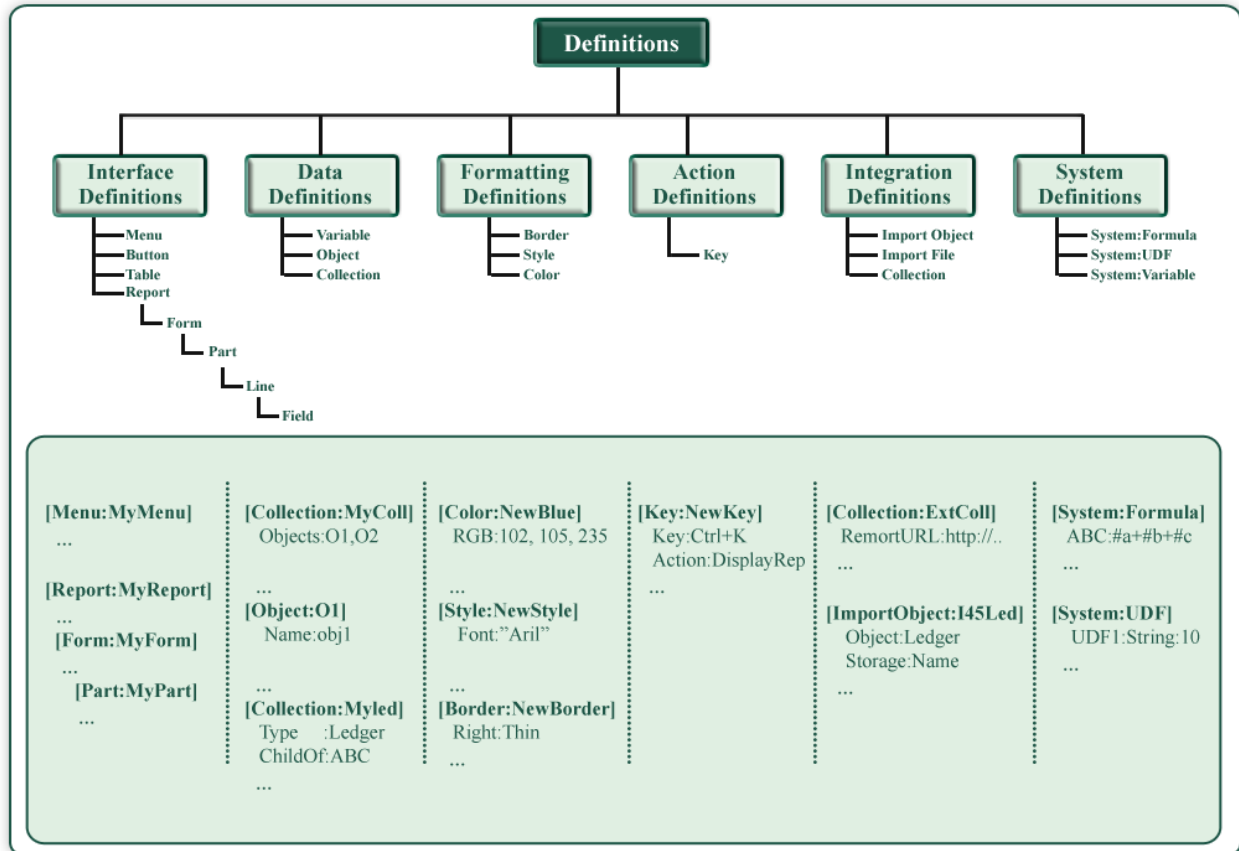 Definitions
Interface
Definitions
Menu
Button
Table
Report
Form
Part
Line
Field
Data
Definitions
Variable
Object
Collection
Formatting
Definitions
Border
Style
Color
Action
Definitions
Key
Integration
Definitions
Import Object
Import File
Collection
System
Definitions
System:Formula
System:UDF
System:Variable
[Menu:MyMenu]
...
[Report:MyReport]
...
[Form:MyForm]
...
[Part:MyPart]
...
[Collection:MyColl]
Objects:O1,O2
...
[Object:O1]
Name:obj1
...
[Collection:Myled]
Type :Ledger
ChildOf:ABC
...
[Color:NewBlue]
RGB:102, 105, 235
...
[Style:NewStyle]
Font:”Aril”
...
[Border:NewBorder]
Right:Thin
...
[Key:NewKey]
Key:Ctrl+K
Action:DisplayRep
...
[Collection:ExtColl]
RemortURL:http://..
...
[ImportObject:I45Led]
Object:Ledger
Storage:Name
...
[System:Formula]
ABC:#a+#b+#c
...
[System:UDF]
UDF1:String:10
...